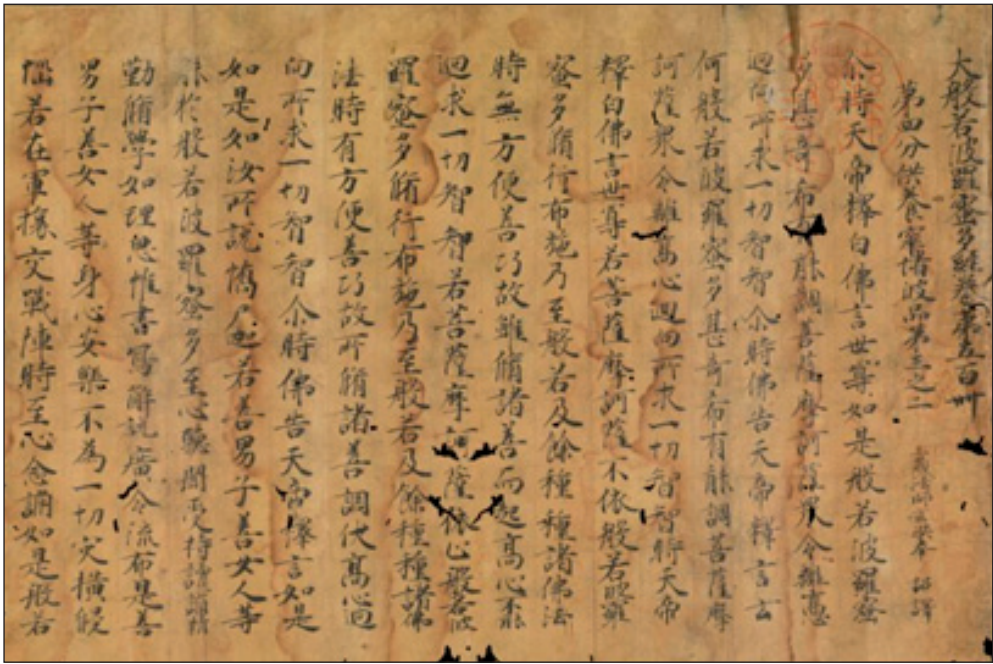 大般若波羅蜜多經卷第五百卌
第四分供養窣堵波品第三之二 三藏法師玄奘奉 詔譯
尒時天帝釋白佛言世尊如是般若波羅蜜
多甚奇希有能調菩薩摩訶薩眾令離高心
迴向所求一切智智尒時佛告天帝釋言云
何般若波羅蜜多甚奇希有能調菩薩摩
訶薩眾令離高心迴向所求一切智智時天帝
釋白佛言世尊若菩薩摩訶薩不依般若波羅
蜜多脩行布施乃至般若及餘種種諸佛法
時無方便善巧故雖脩諸善而起高心不能
迴求一切智智若菩薩摩訶薩依止般若波
羅蜜多脩行布施乃至般若及餘種種諸佛
法時有方便善巧故所脩諸善調伏高心迴
向所求一切智智尒時佛告天帝釋言如是
如是如汝所說憍尸迦若善男子善女人等
能於般若波羅蜜多至心聽聞受持讀誦精
勤脩學如理思惟書寫解說廣令流布是善
男子善女人等身心安樂不為一切灾橫侵
惱若在軍旅交戰陣時至心念誦如是般若